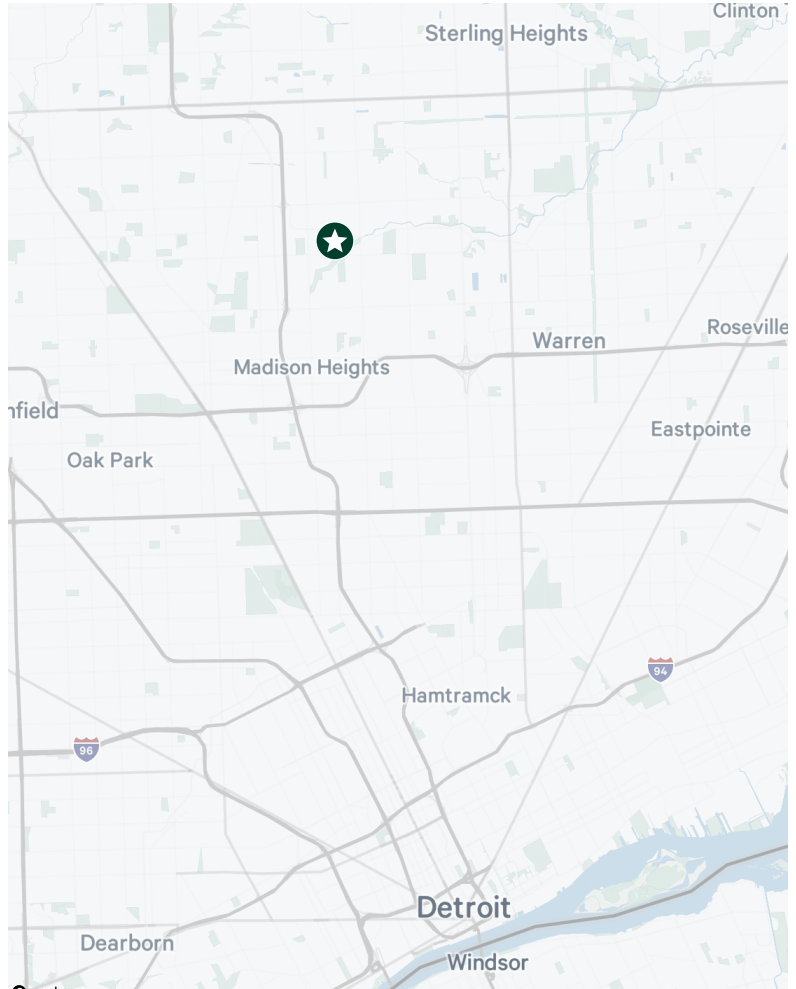 Clinton
Sterling Heights
Warren
Roseville
Madison Heights
nfield
Eastpointe
Oak Park
94
Hamtramck
96
Detroit
Dearborn
Windsor